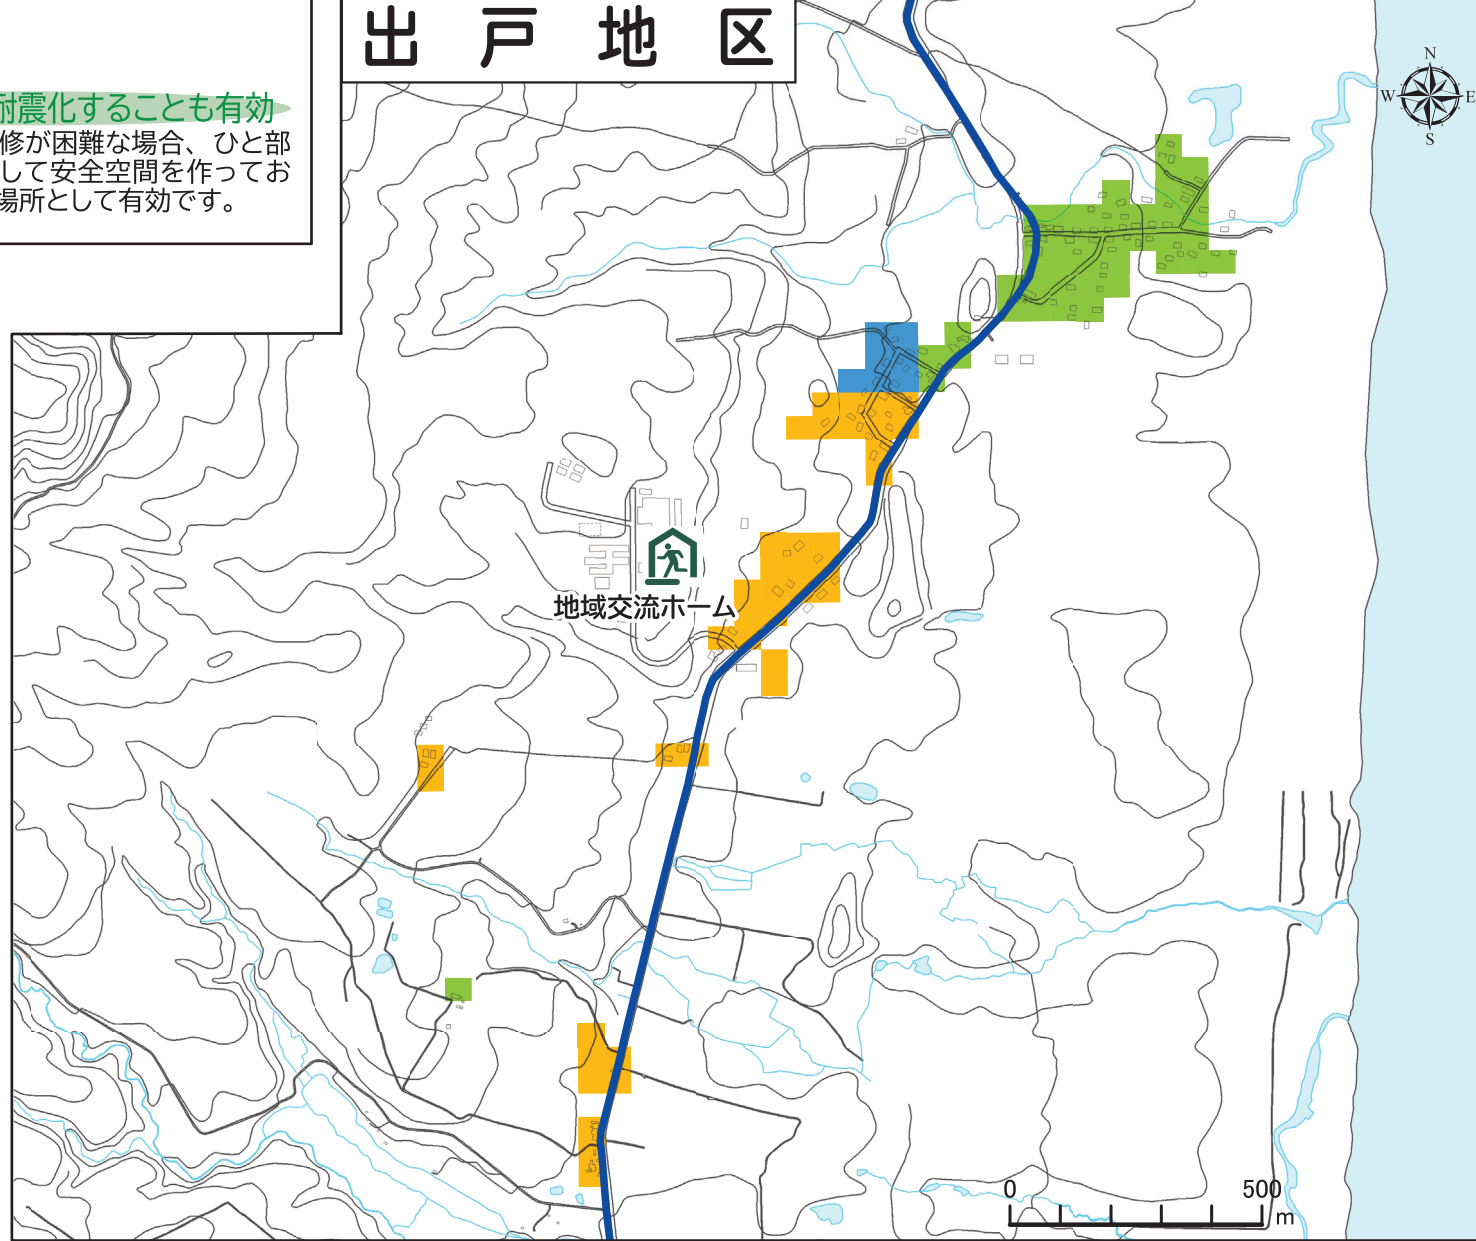 出戸地区
耐震化することも有効
修が困難な場合、ひと部
して安全空間を作ってお
場所として有効です。
N
W E
S
地域交流ホーム
0 500
m